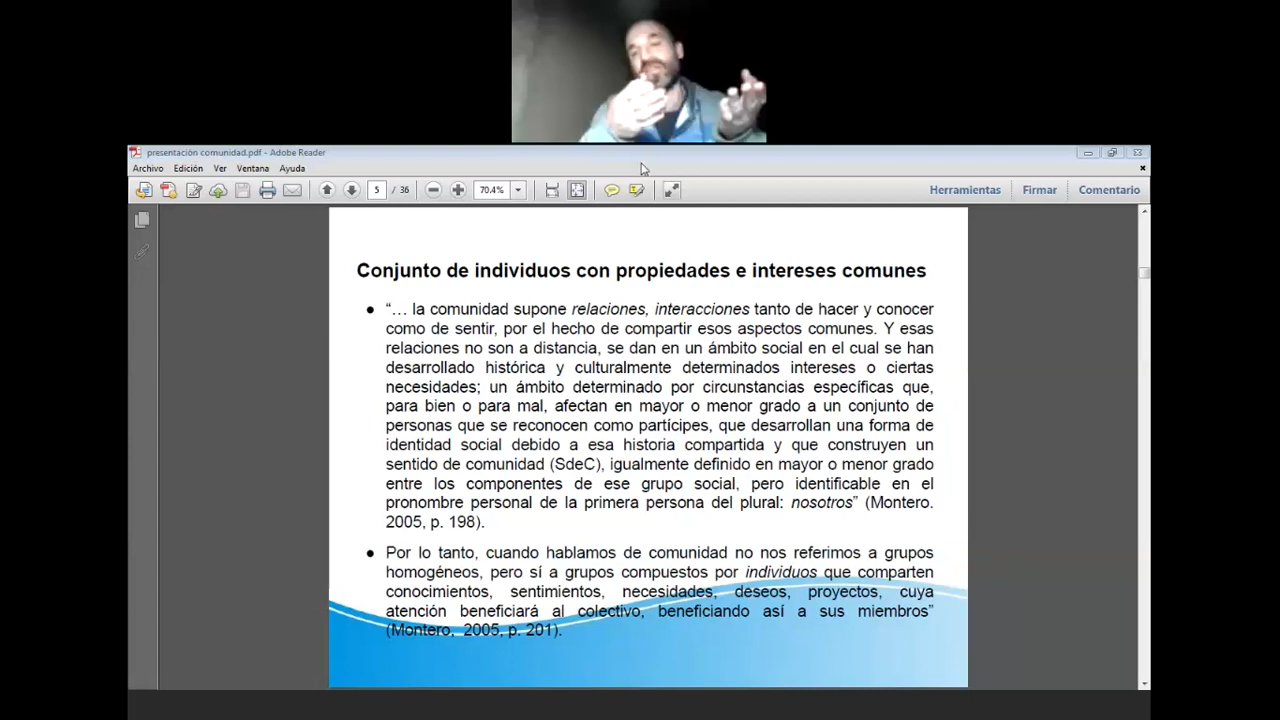 presentación comunidad.pdf - Adobe Reader
Archivo Edición Ver Ventana Ayuda
5 / 36 70.4% Herramientas Firmar Comentario
Conjunto de individuos con propiedades e intereses comunes
● “… la comunidad supone relaciones, interacciones tanto de hacer y conocer
como de sentir, por el hecho de compartir esos aspectos comunes. Y esas
relaciones no son a distancia, se dan en un ámbito social en el cual se han
desarrollado histórica y culturalmente determinados intereses o ciertas
necesidades; un ámbito determinado por circunstancias específicas que,
para bien o para mal, afectan en mayor o menor grado a un conjunto de
personas que se reconocen como partícipes, que desarrollan una forma de
identidad social debido a esa historia compartida y que construyen un
sentido de comunidad (SdeC), igualmente definido en mayor o menor grado
entre los componentes de ese grupo social, pero identificable en el
pronombre personal de la primera persona del plural: nosotros” (Montero.
2005, p. 198).
● Por lo tanto, cuando hablamos de comunidad no nos referimos a grupos
homogéneos, pero sí a grupos compuestos por individuos que comparten
conocimientos, sentimientos, necesidades, deseos, proyectos, cuya
atención beneficiará al colectivo, beneficiando así a sus miembros”
(Montero, 2005, p. 201).